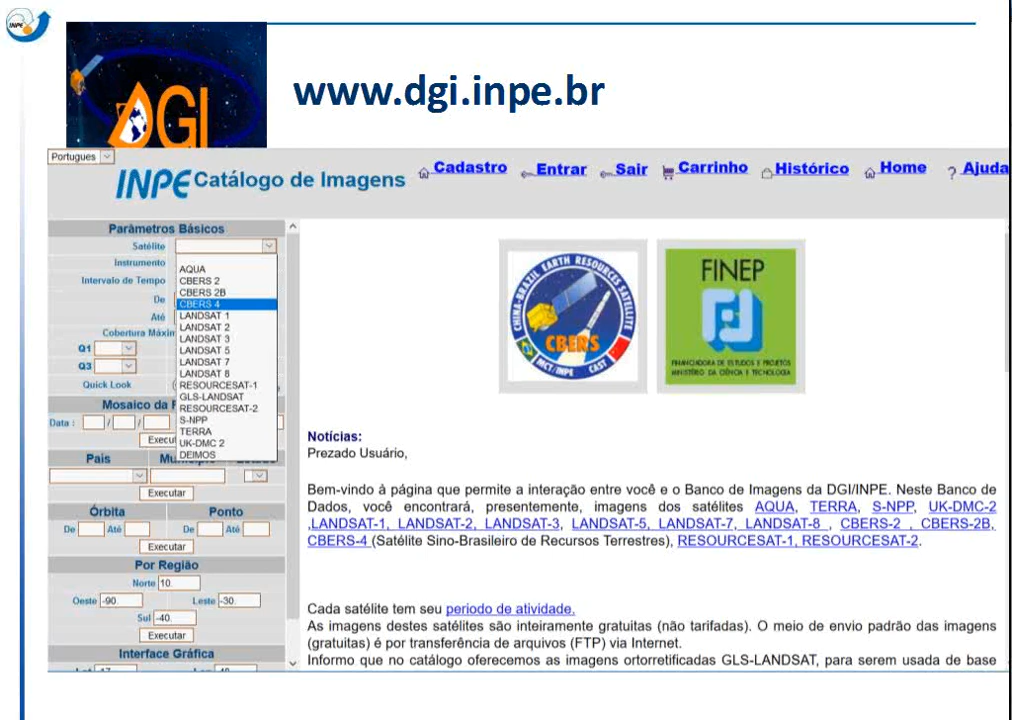 INPE
DGI
www.dgi.inpe.br
Portugues
INPE Catálogo de Imagens
Cadastro Entrar Sair Carrinho Histórico Home ? Ajuda
Parâmetros Básicos
Satélite
Instrumento
Intervalo de Tempo
De
Até
Cobertura Máxim
Q1
Q3
Quick Look
AQUA
CBERS 2
CBERS 2B
CBERS 4
LANDSAT 1
LANDSAT 2
LANDSAT 3
LANDSAT 5
LANDSAT 7
LANDSAT 8
RESOURCESAT-1
GLS-LANDSAT
RESOURCESAT-2
S-NPP
TERRA
UK-DMC 2
DEIMOS
Mosaico da
Data : / /
Execu
País
Executar
Órbita Ponto
De Até De Até
Executar
Por Região
Norte 10.
Oeste -90. Leste -30.
Sul -40.
Executar
Interface Gráfica
CHINA-BRAZIL EARTH RESOURCES SATELLITE
CBERS
MCT/INPE CAST
FINEP
FINANCIADORA DE ESTUDOS E PROJETOS
MINISTÉRIO DA CIÊNCIA E TECNOLOGIA
Notícias:
Prezado Usuário,
Bem-vindo à página que permite a interação entre você e o Banco de Imagens da DGI/INPE. Neste Banco de
Dados, você encontrará, presentemente, imagens dos satélites AQUA, TERRA, S-NPP, UK-DMC-2
,LANDSAT-1, LANDSAT-2, LANDSAT-3, LANDSAT-5, LANDSAT-7, LANDSAT-8 , CBERS-2 , CBERS-2B,
CBERS-4 (Satélite Sino-Brasileiro de Recursos Terrestres), RESOURCESAT-1, RESOURCESAT-2.
Cada satélite tem seu periodo de atividade.
As imagens destes satélites são inteiramente gratuitas (não tarifadas). O meio de envio padrão das imagens
(gratuitas) é por transferência de arquivos (FTP) via Internet.
Informo que no catálogo oferecemos as imagens ortorretificadas GLS-LANDSAT, para serem usada de base